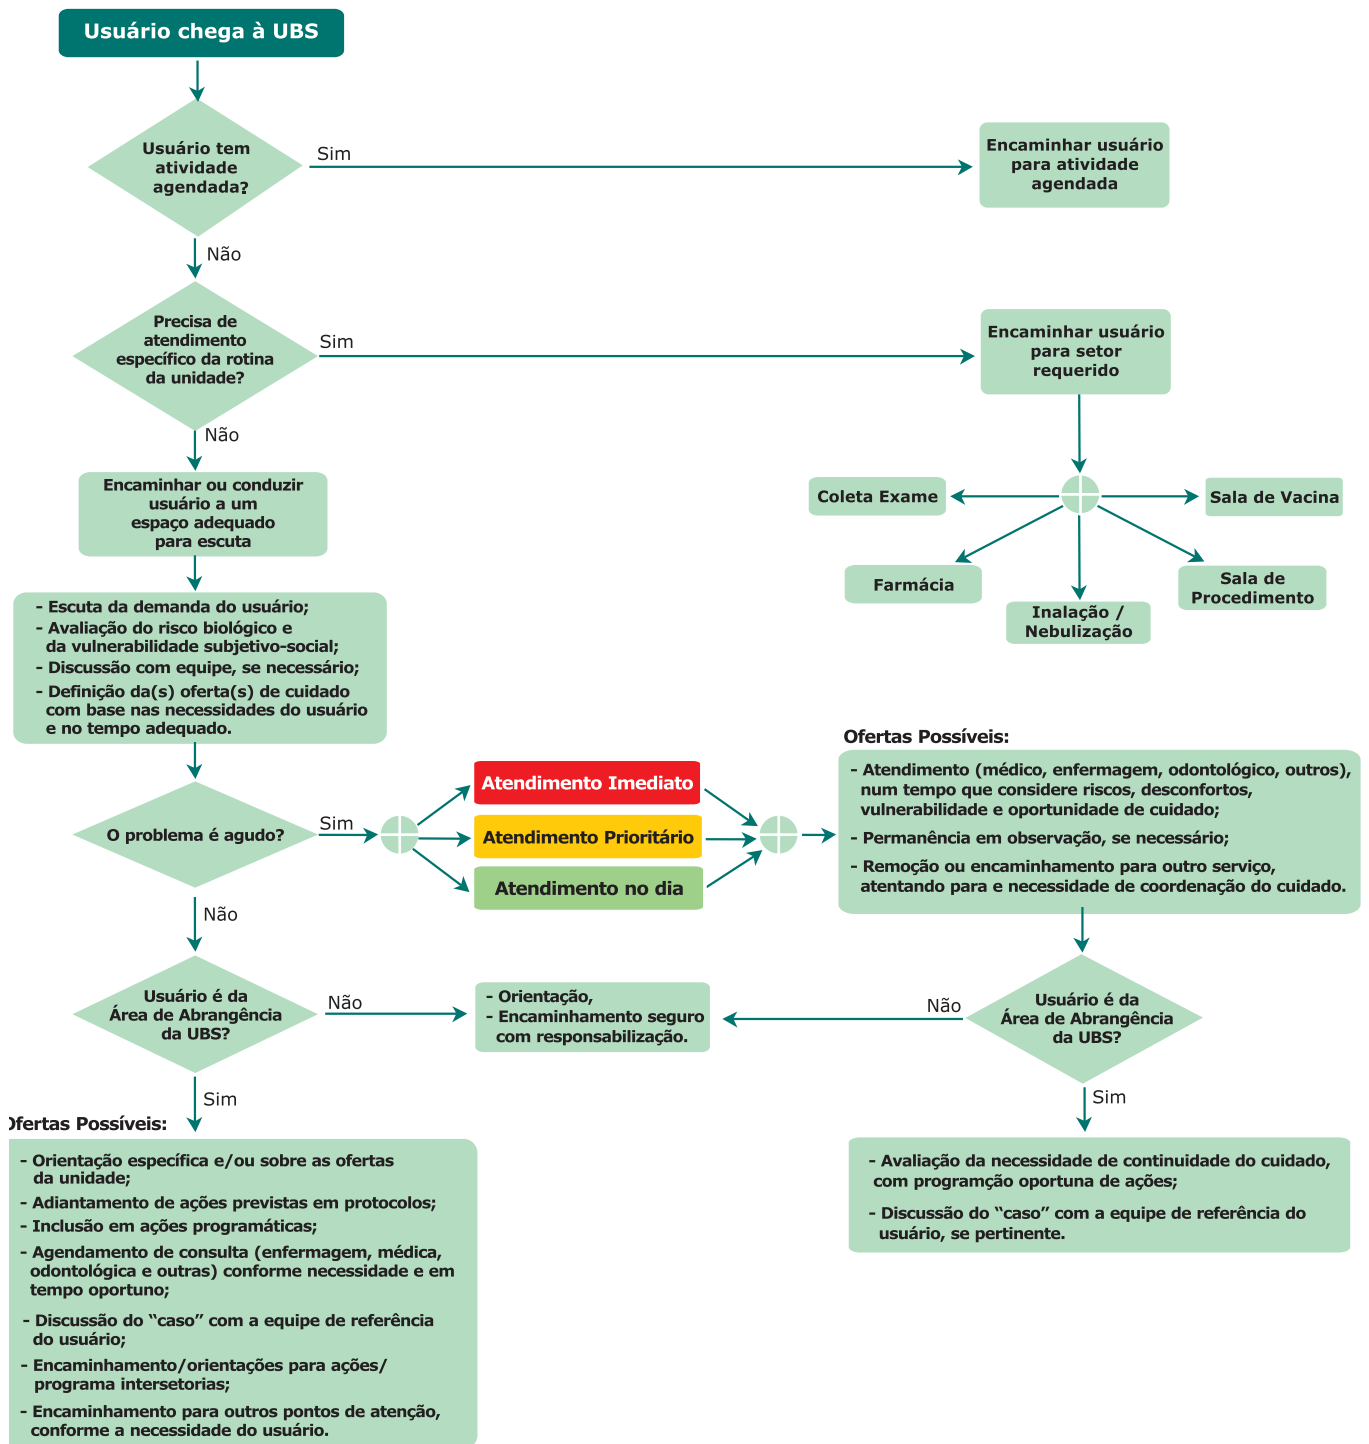 Usuário chega à UBS
Usuário tem
atividade
agendada?
Sim
Encaminhar usuário
para atividade
agendada
Não
Precisa de
atendimento
específico da rotina
da unidade?
Sim
Encaminhar usuário
para setor
requerido
Não
Encaminhar ou conduzir
usuário a um
espaço adequado
para escuta
Coleta Exame
Sala de Vacina
Farmácia
Sala de
Procedimento
Inalação /
Nebulização
- Escuta da demanda do usuário;
- Avaliação do risco biológico e
da vulnerabilidade subjetivo-social;
- Discussão com equipe, se necessário;
- Definição da(s) oferta(s) de cuidado
com base nas necessidades do usuário
e no tempo adequado.
O problema é agudo?
Sim
Atendimento Imediato
Atendimento Prioritário
Atendimento no dia
Ofertas Possíveis:
- Atendimento (médico, enfermagem, odontológico, outros),
num tempo que considere riscos, desconfortos,
vulnerabilidade e oportunidade de cuidado;
- Permanência em observação, se necessário;
- Remoção ou encaminhamento para outro serviço,
atentando para e necessidade de coordenação do cuidado.
Não
Usuário é da
Área de Abrangência
da UBS?
Não
- Orientação,
- Encaminhamento seguro
com responsabilização.
Não
Usuário é da
Área de Abrangência
da UBS?
Sim
Sim
Ofertas Possíveis:
- Orientação específica e/ou sobre as ofertas
da unidade;
- Adiantamento de ações previstas em protocolos;
- Inclusão em ações programáticas;
- Agendamento de consulta (enfermagem, médica,
odontológica e outras) conforme necessidade e em
tempo oportuno;
- Discussão do “caso” com a equipe de referência
do usuário;
- Encaminhamento/orientações para ações/
programa intersetorias;
- Encaminhamento para outros pontos de atenção,
conforme a necessidade do usuário.
- Avaliação da necessidade de continuidade do cuidado,
com programção oportuna de ações;
- Discussão do “caso” com a equipe de referência do
usuário, se pertinente.